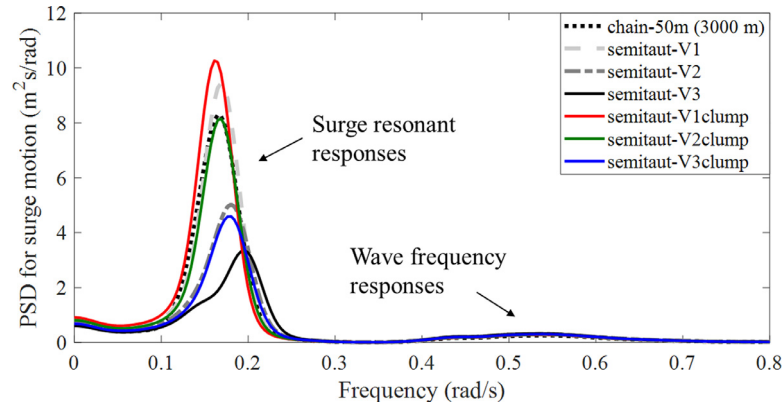 12
10
8
6
4
2
0
PSD for surge motion (m²s/rad)
0
0.1
0.2
0.3
0.4
0.5
0.6
0.7
0.8
Frequency (rad/s)
Surge resonant
responses
Wave frequency
responses
chain-50m (3000 m)
semitaut-V1
semitaut-V2
semitaut-V3
semitaut-V1clump
semitaut-V2clump
semitaut-V3clump